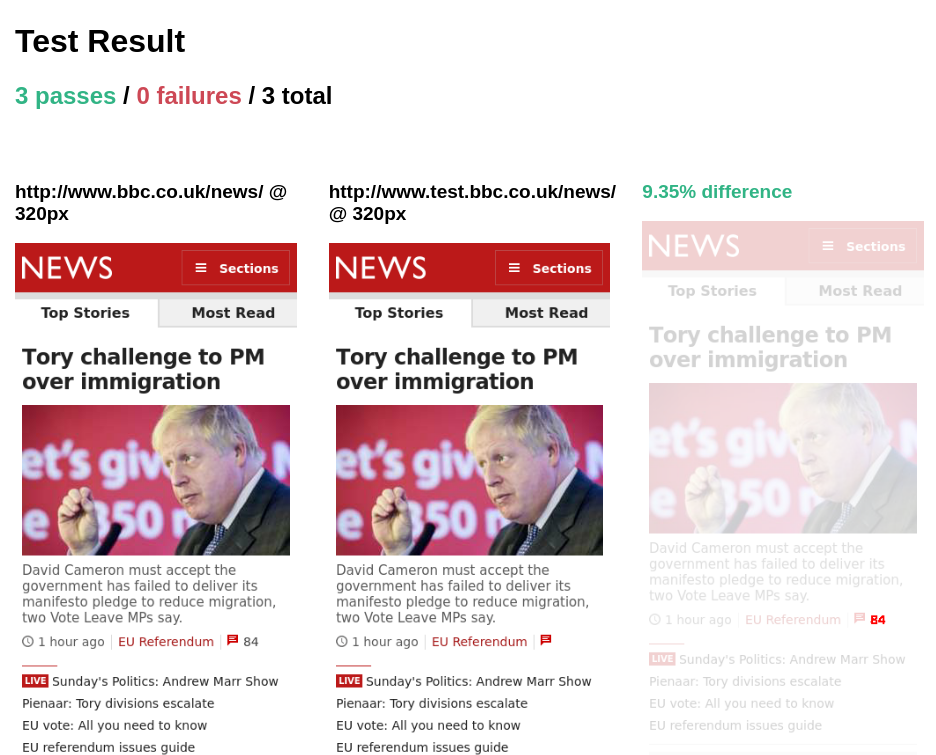 Test Result
3 passes / 0 failures / 3 total
http://www.bbc.co.uk/news/ @
320px
NEWS
Sections
Top Stories
Most Read
Tory challenge to PM
over immigration
et's giv
e 350 m
David Cameron must accept the
government has failed to deliver its
manifesto pledge to reduce migration,
two Vote Leave MPs say.
1 hour ago
EU Referendum
84
LIVE Sunday's Politics: Andrew Marr Show
Pienaar: Tory divisions escalate
EU vote: All you need to know
EU referendum issues guide
http://www.test.bbc.co.uk/news/
@ 320px
NEWS
Sections
Top Stories
Most Read
Tory challenge to PM
over immigration
et's giv
e 350 m
David Cameron must accept the
government has failed to deliver its
manifesto pledge to reduce migration,
two Vote Leave MPs say.
1 hour ago
EU Referendum
LIVE Sunday's Politics: Andrew Marr Show
Pienaar: Tory divisions escalate
EU vote: All you need to know
EU referendum issues guide
9.35% difference
NEWS
Sections
Top Stories
Most Read
Tory challenge to PM
over immigration
et's giv
e 350 m
David Cameron must accept the
government has failed to deliver its
manifesto pledge to reduce migration,
two Vote Leave MPs say.
1 hour ago
EU Referendum
84
LIVE Sunday's Politics: Andrew Marr Show
Pienaar: Tory divisions escalate
EU vote: All you need to know
EU referendum issues guide